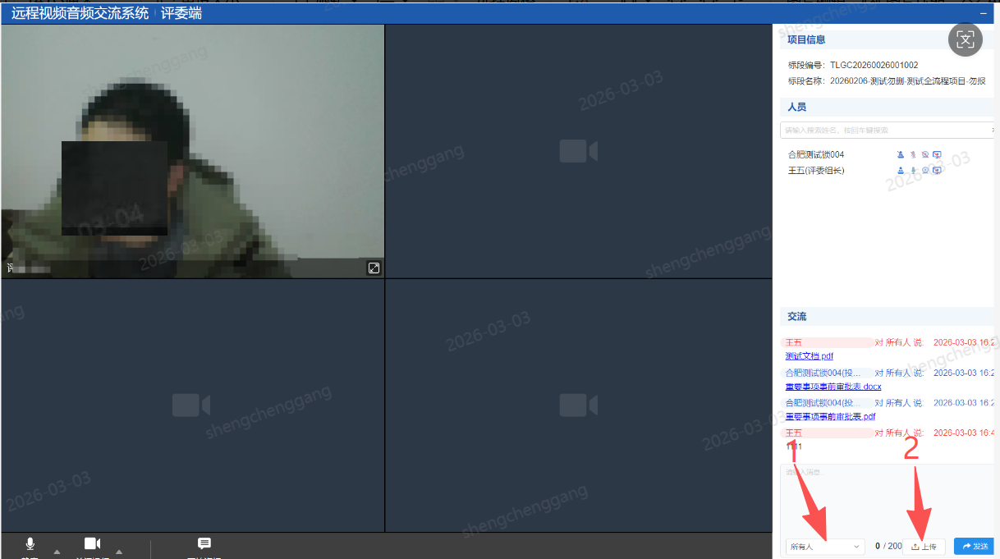 远程视频音频交流系统 | 评委端
项目信息
标段编号：TLGC20260026001002
标段名称：20260206-测试勿删-测试全流程项目-勿报
人员
请输入搜索姓名，按回车键搜索
合肥测试锁004
王五(评委组长)
交流
王五 对 所有人 说: 2026-03-03 16:2
测试文档.pdf
合肥测试锁004(投... 对 所有人 说: 2026-03-03 16:2
重要事项事前审批表.docx
合肥测试锁004(投... 对 所有人 说: 2026-03-03 16:2
重要事项事前审批表.pdf
王五 对 所有人 说: 2026-03-03 16:4
1111
1
2
请输入消息
所有人
0 / 200
上传
发送
shengchenggang
2026-03-03